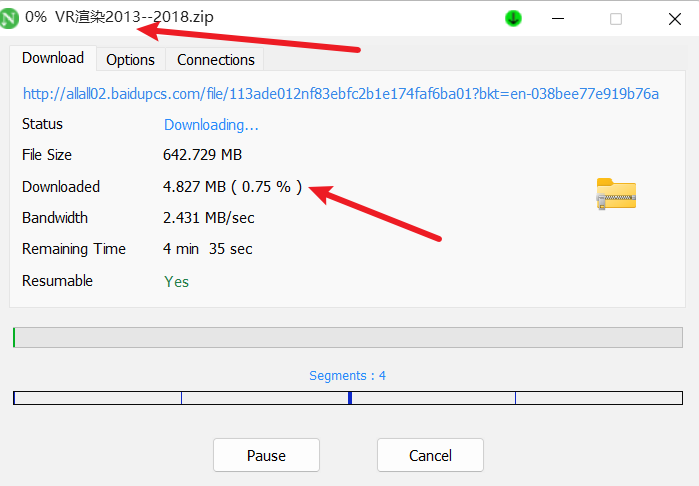 0% VR渲染2013--2018.zip
Download Options Connections
http://allall02.baidupcs.com/file/113ade012nf83ebfc2b1e174faf6ba01?bkt=en-038bee77e919b76a
Status Downloading...
File Size 642.729 MB
Downloaded 4.827 MB ( 0.75 % )
Bandwidth 2.431 MB/sec
Remaining Time 4 min 35 sec
Resumable Yes
Segments : 4
Pause Cancel